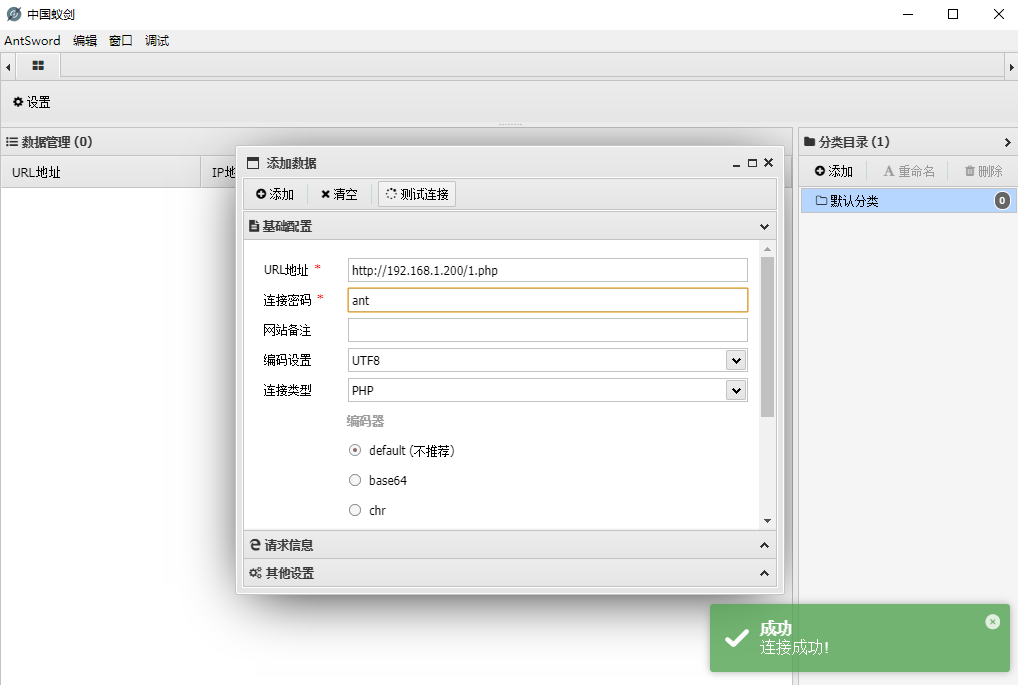 中国蚁剑
AntSword 编辑 窗口 调试
设置
数据管理 (0)
URL地址 IP地
添加数据
添加 清空 测试连接
基础配置
URL地址 * http://192.168.1.200/1.php
连接密码 * ant
网站备注
编码设置 UTF8
连接类型 PHP
编码器
default (不推荐)
base64
chr
请求信息
其他设置
分类目录 (1)
添加 A 重命名 删除
默认分类 0
成功
连接成功!